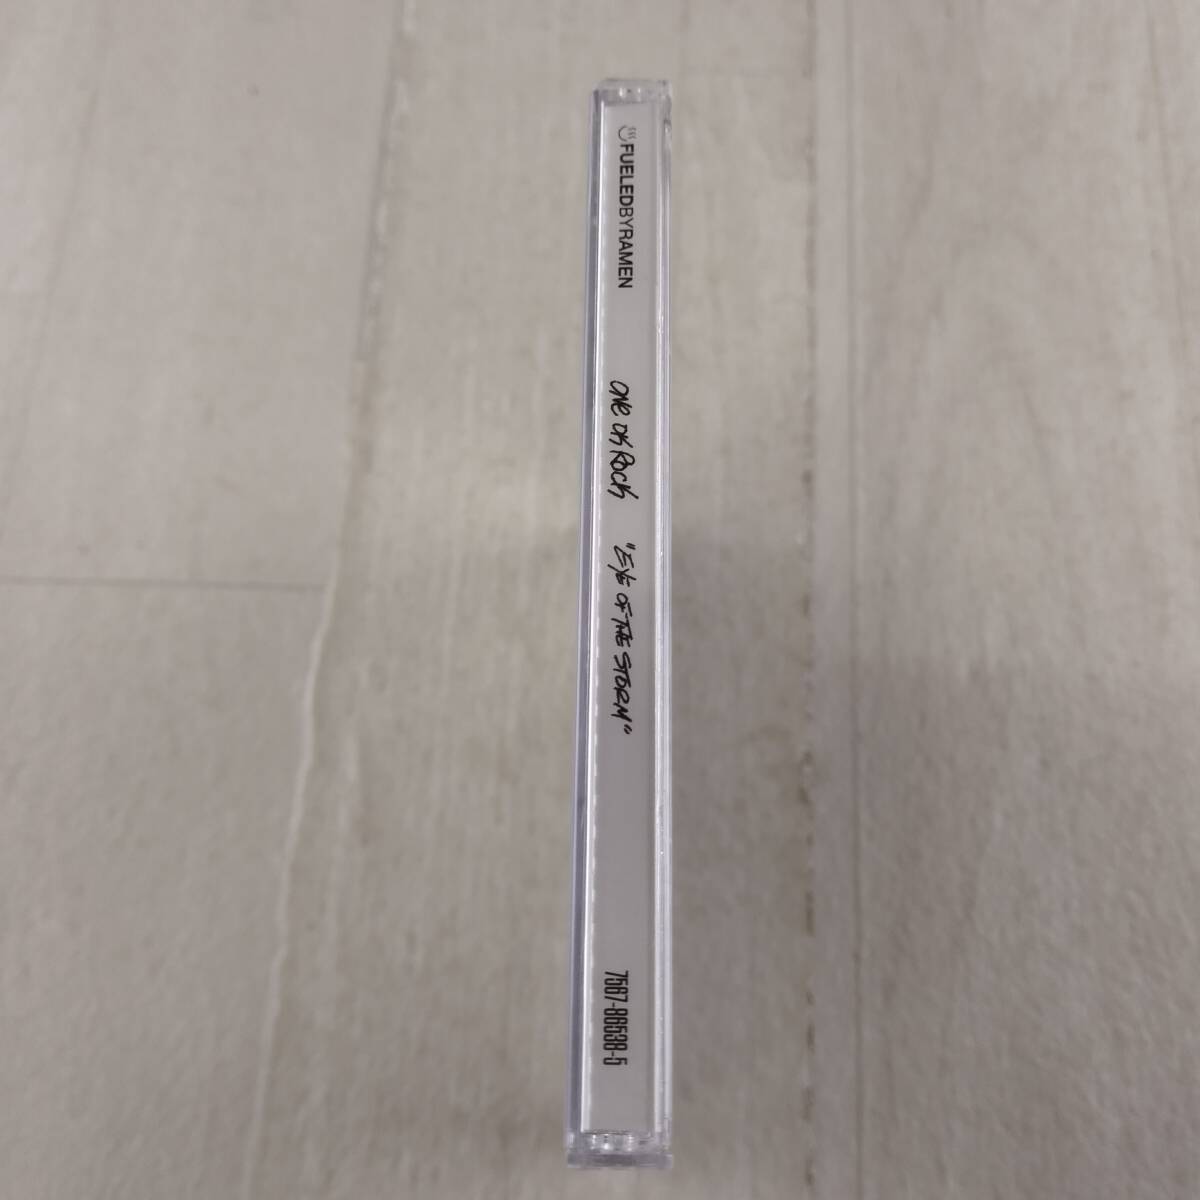 FUELEDBYRAMEN
ONE OK ROCK
"EYE OF THE STORM"
7567-86538-5